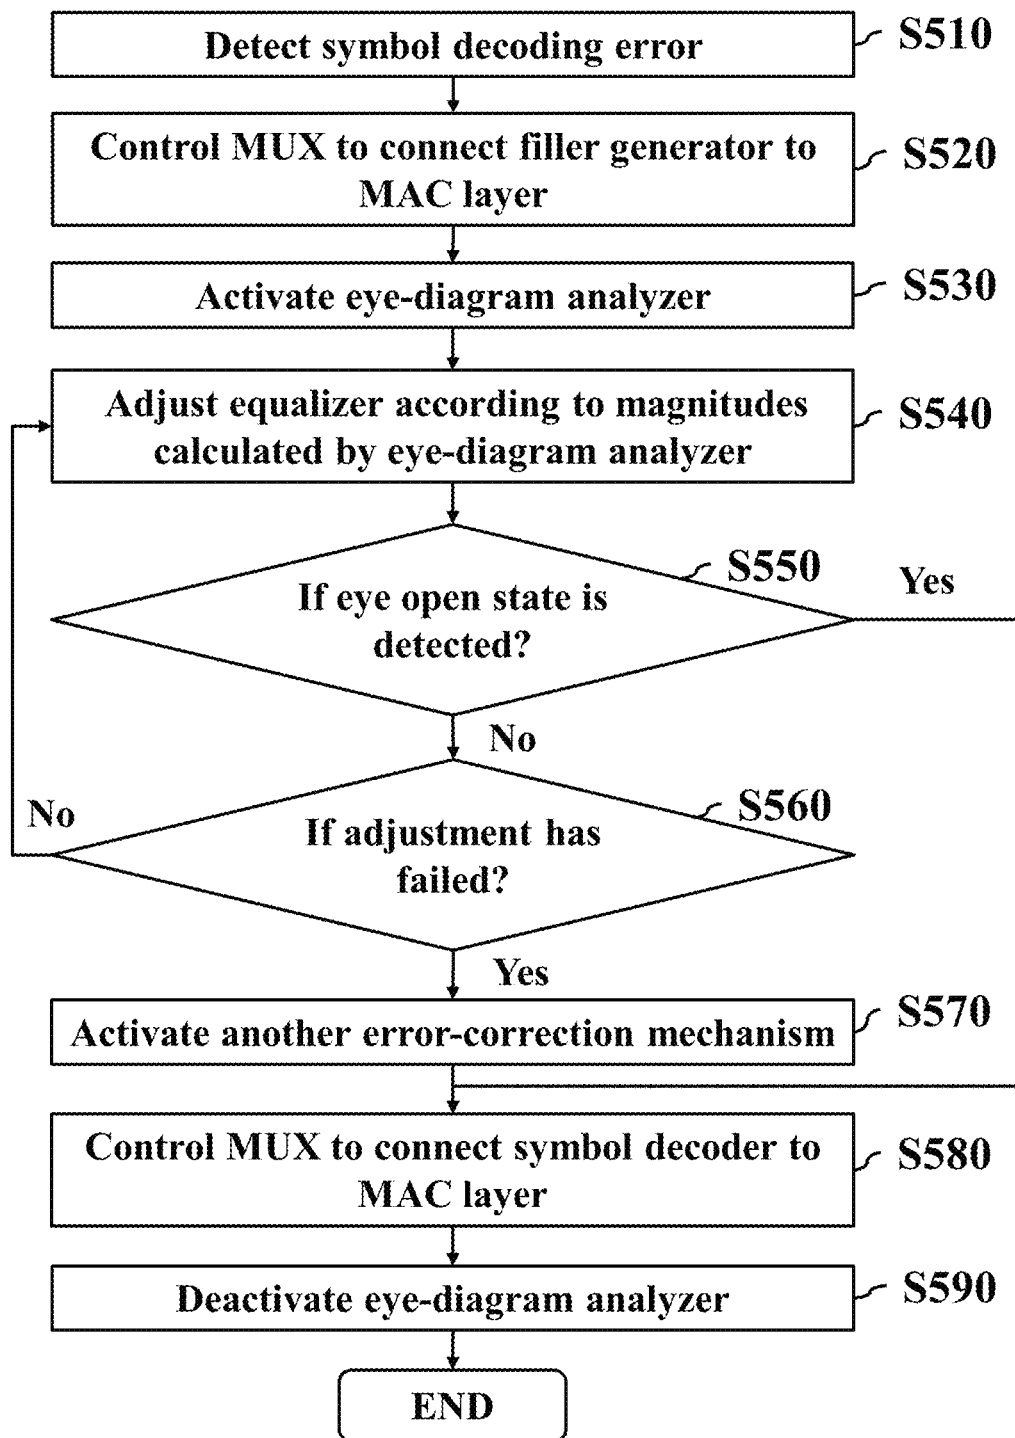 Detect symbol decoding error
S510
Control MUX to connect filler generator to
MAC layer
S520
Activate eye-diagram analyzer
S530
Adjust equalizer according to magnitudes
calculated by eye-diagram analyzer
S540
If eye open state is
detected?
S550
Yes
No
If adjustment has
failed?
S560
No
Yes
Activate another error-correction mechanism
S570
Control MUX to connect symbol decoder to
MAC layer
S580
Deactivate eye-diagram analyzer
S590
END